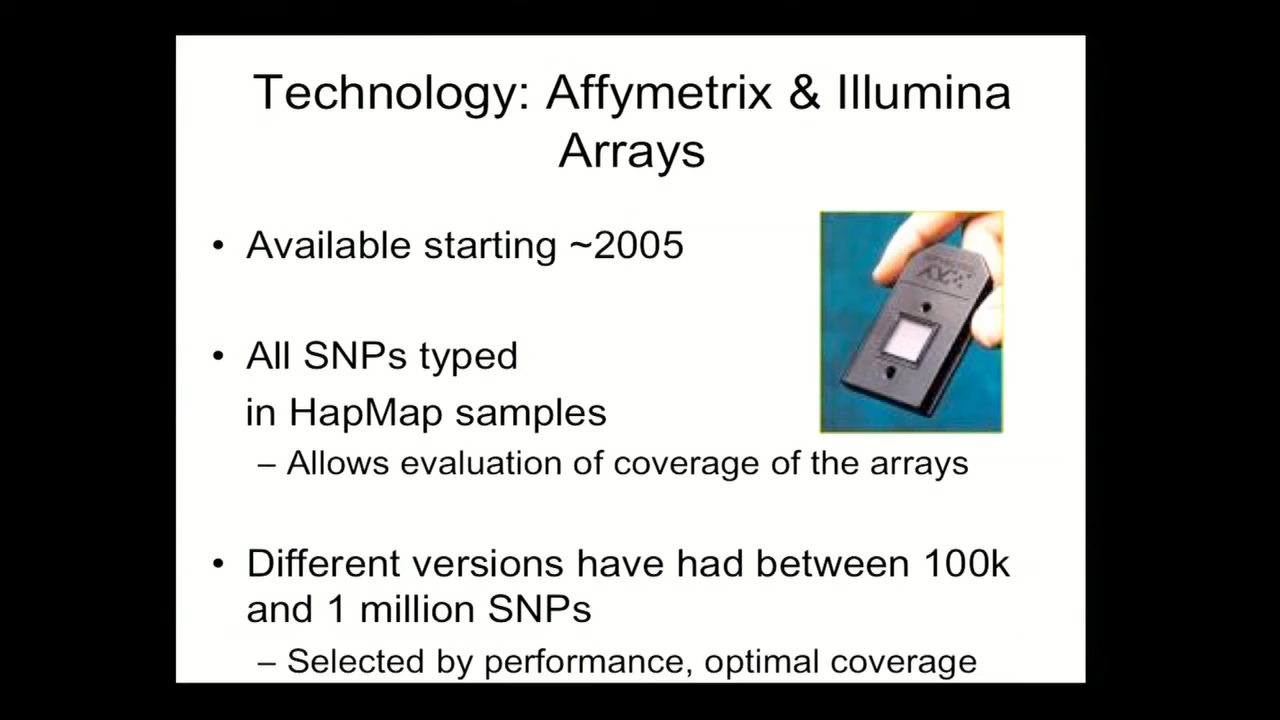 Technology: Affymetrix & Illumina
Arrays
• Available starting ~2005
• All SNPs typed
in HapMap samples
– Allows evaluation of coverage of the arrays
• Different versions have had between 100k
and 1 million SNPs
– Selected by performance, optimal coverage